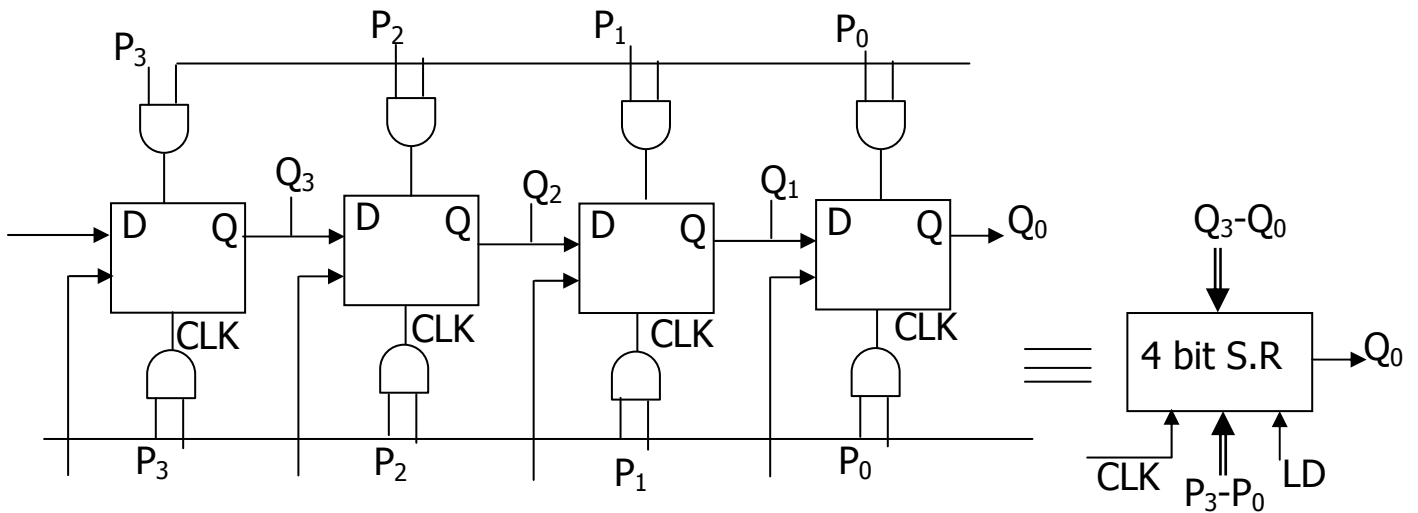 P₃ P₂ P₁ P₀
Q₃ Q₂ Q₁
D Q D Q D Q D Q Q₀
CLK CLK CLK CLK
P₃ P₂ P₁ P₀
Q₃-Q₀
4 bit S.R Q₀
CLK P₃-P₀ LD